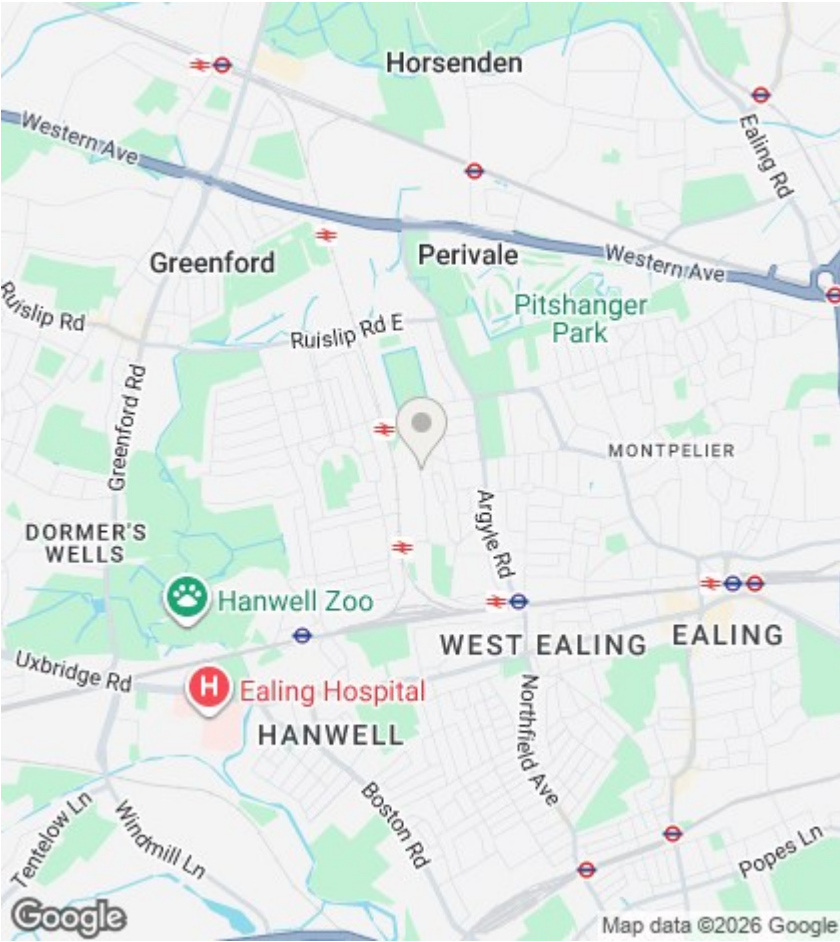 Horsenden
Western Ave
Ealing Rd
Greenford
Perivale
Western Ave
Pitshanger
Park
Ruislip Rd
Ruislip Rd E
Greenford Rd
MONTPELIER
Argyle Rd
DORMER'S
WELLS
Hanwell Zoo
WEST EALING
EALING
Uxbridge Rd
H
Ealing Hospital
Northfield Ave
HANWELL
Boston Rd
Tentelow Ln
Windmill Ln
Popes Ln
Google
Map data ©2026 Google